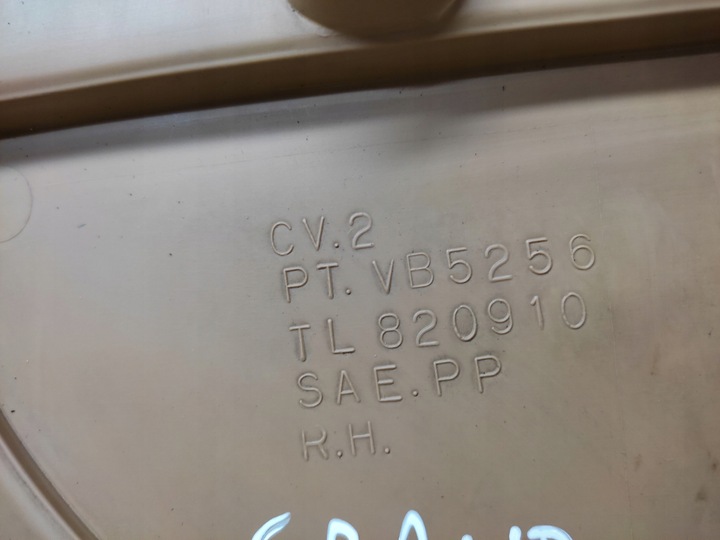 CV.2
PT. VB5256
TL 820910
SAE.PP
R.H.